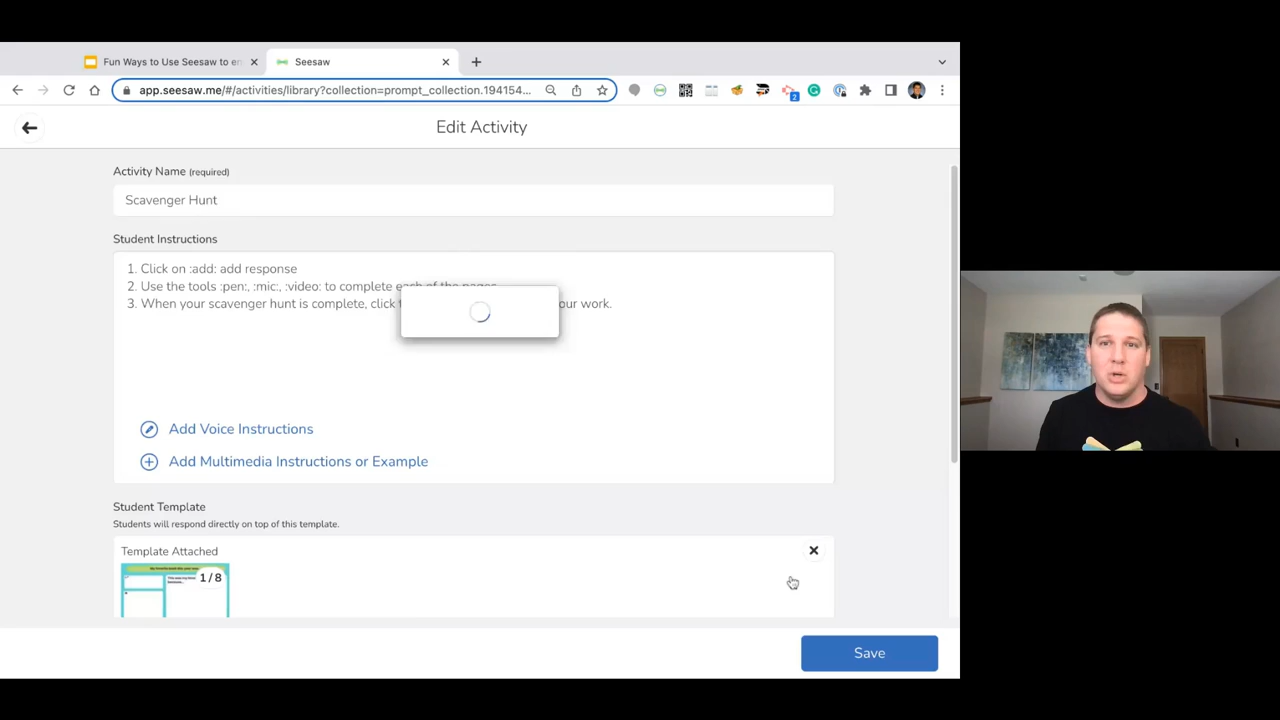 Fun Ways to Use Seesaw to en
Seesaw
app.seesaw.me/#/activities/library?collection=prompt_collection.194154...
2
Edit Activity
Activity Name (required)
Scavenger Hunt
Student Instructions
1. Click on :add: add response
2. Use the tools :pen:, :mic:, :video: to complete each of the pages.
3. When your scavenger hunt is complete, click
our work.
Add Voice Instructions
Add Multimedia Instructions or Example
Student Template
Students will respond directly on top of this template.
Template Attached
1/8
Save